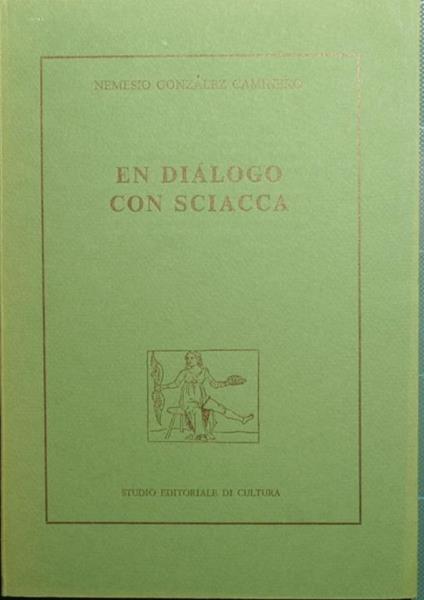 NEMESIO GONZÁLEZ CAMINERO
EN DIÁLOGO
CON SCIACCA
STUDIO EDITORIALE DI CULTURA